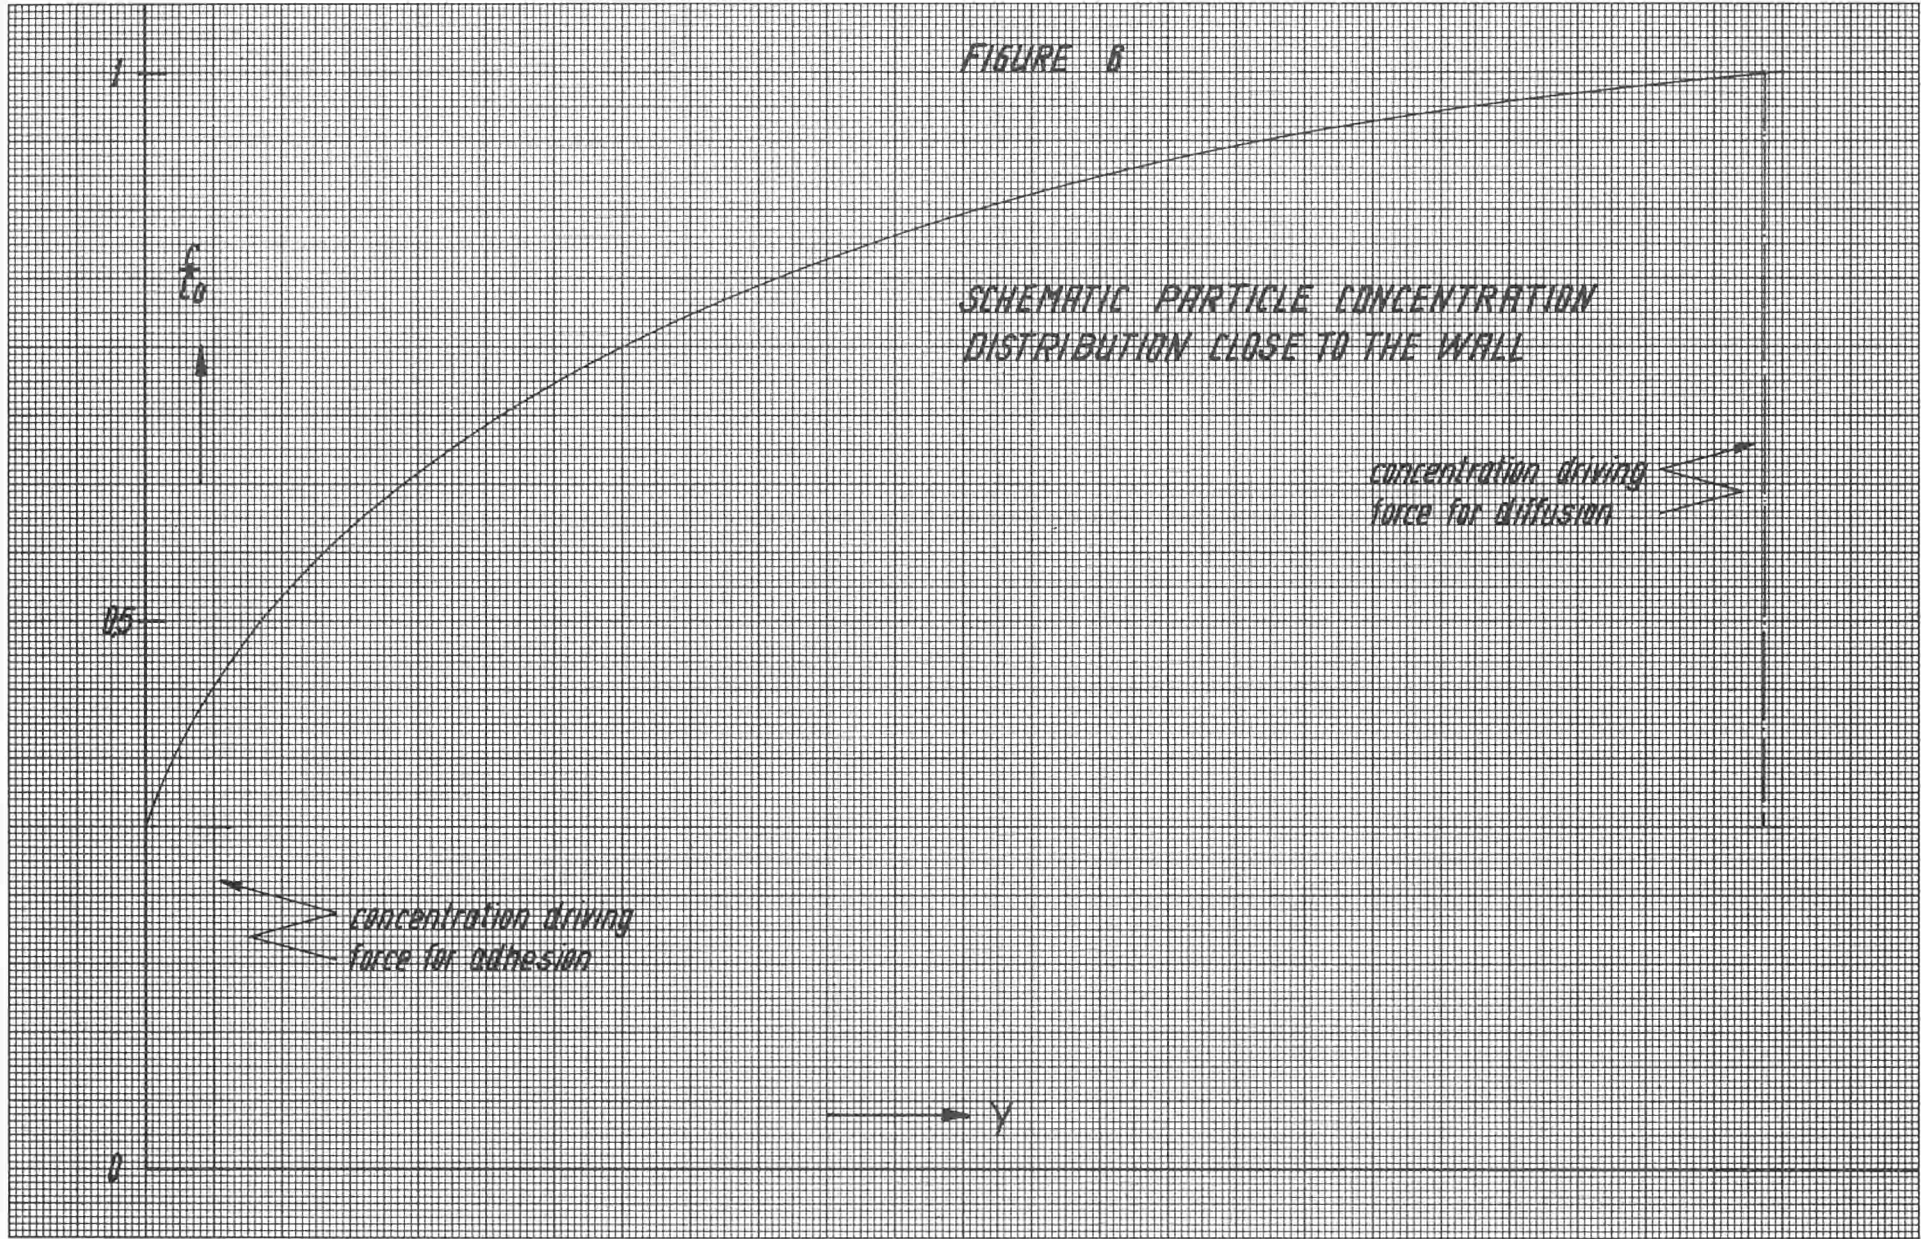 FIGURE 6
1
C
C0
SCHEMATIC PARTICLE CONCENTRATION
DISTRIBUTION CLOSE TO THE WALL
concentration driving
force for diffusion
0,5
concentration driving
force for adhesion
Y
0